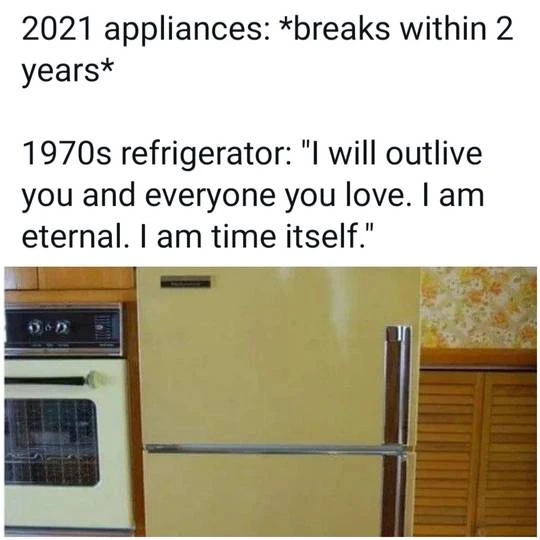 2021 appliances: *breaks within 2
years*
1970s refrigerator: "I will outlive
you and everyone you love. I am
eternal. I am time itself."